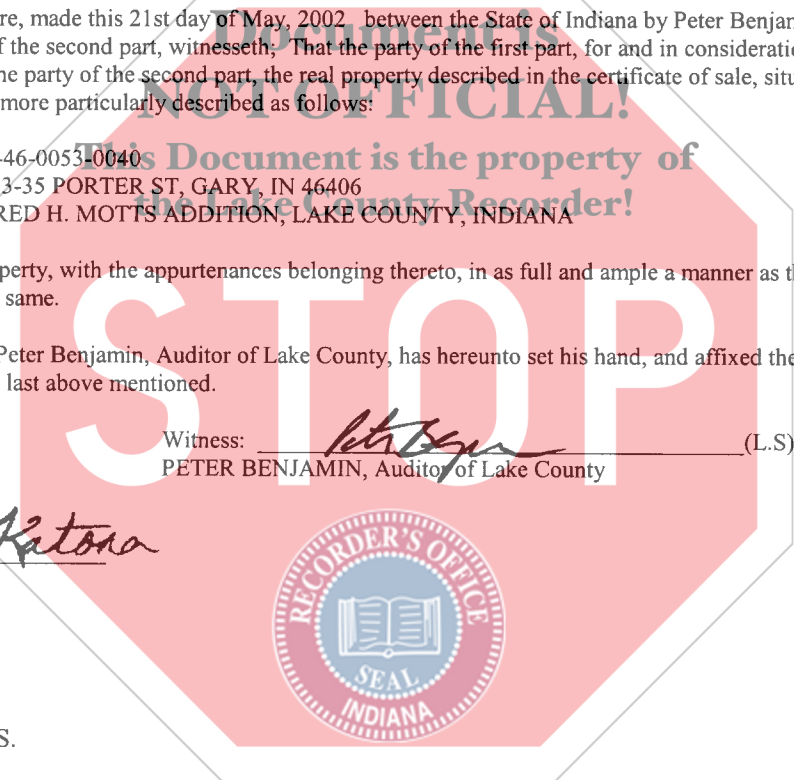 re, made this 21st day of May, 2002 between the State of Indiana by Peter Benjam
Document is
f the second part, witnesseth; That the party of the first part, for and in consideratio
ne party of the second part, the real property described in the certificate of sale, situ
NOT OFFICIAL!
more particularly described as follows:
-46-0053-0040
This Document is the property of
3-35 PORTER ST, GARY, IN 46406
the Lake County Recorder!
RED H. MOTTS ADDITION, LAKE COUNTY, INDIANA
perty, with the appurtenances belonging thereto, in as full and ample a manner as th
same.
STOP
Peter Benjamin, Auditor of Lake County, has hereunto set his hand, and affixed the
last above mentioned.
Witness: Peter Benjamin (L.S)
PETER BENJAMIN, Auditor of Lake County
Katona
RECORDER'S OFFICE
SEAL
INDIANA
S.